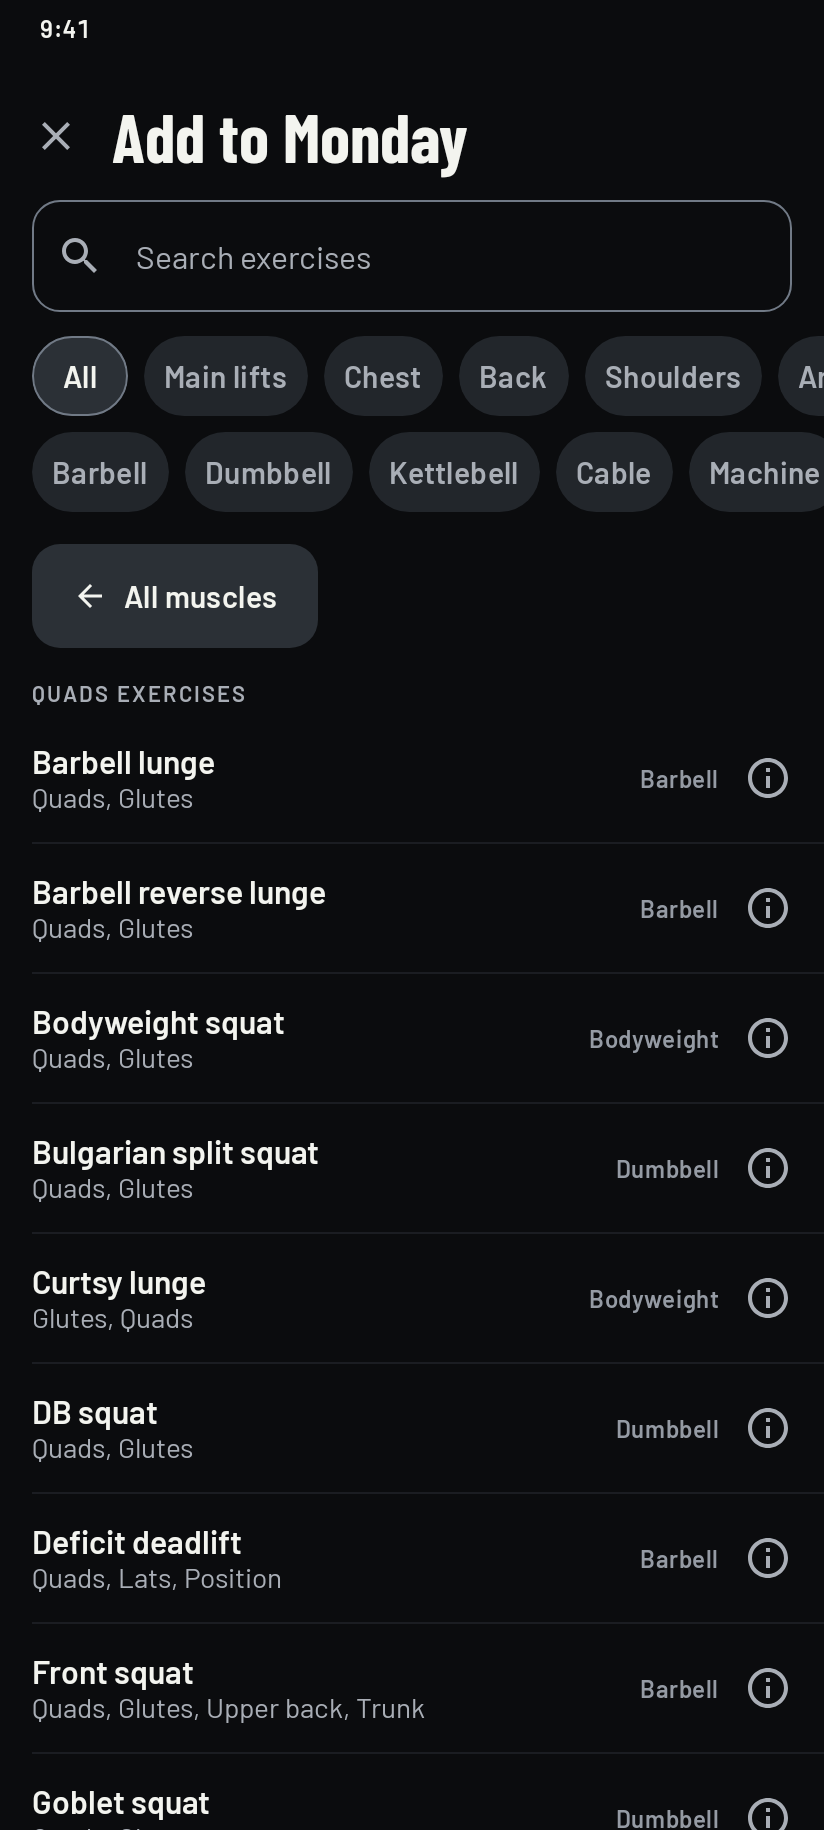 9:41
Add to Monday
Search exercises
All Main lifts Chest Back Shoulders
Barbell Dumbbell Kettlebell Cable Machine
All muscles
QUADS EXERCISES
Barbell lunge
Quads, Glutes
Barbell
Barbell reverse lunge
Quads, Glutes
Barbell
Bodyweight squat
Quads, Glutes
Bodyweight
Bulgarian split squat
Quads, Glutes
Dumbbell
Curtsy lunge
Glutes, Quads
Bodyweight
DB squat
Quads, Glutes
Dumbbell
Deficit deadlift
Quads, Lats, Position
Barbell
Front squat
Quads, Glutes, Upper back, Trunk
Barbell
Goblet squat
Dumbbell